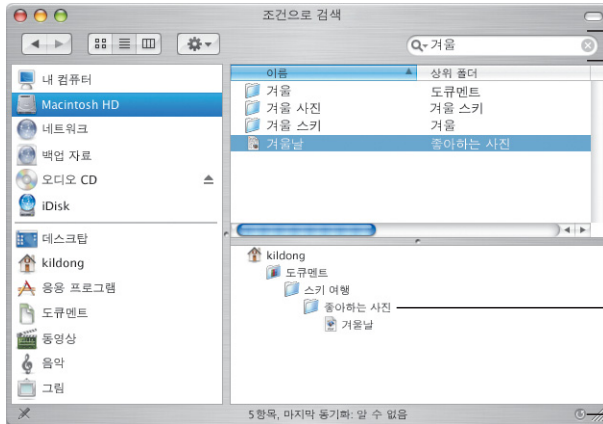 조건으로 검색
겨울
내 컴퓨터
Macintosh HD
네트워크
백업 자료
오디오 CD
iDisk
데스크탑
kildong
응용 프로그램
도큐멘트
동영상
음악
그림
이름 상위 폴더
겨울 도큐멘트
겨울 사진 겨울 스키
겨울 스키 겨울
겨울날 좋아하는 사진
kildong
도큐멘트
스키 여행
좋아하는 사진
겨울날
5항목, 마지막 동기화: 알 수 없음